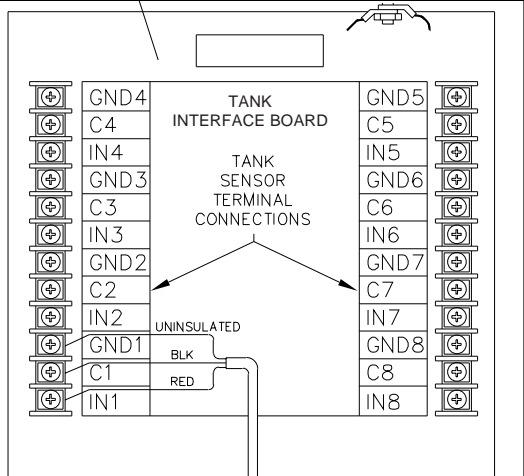 GND4
C4
IN4
GND3
C3
IN3
GND2
C2
IN2
GND1
C1
IN1
TANK
INTERFACE BOARD
TANK
SENSOR
TERMINAL
CONNECTIONS
UNINSULATED
BLK
RED
GND5
C5
IN5
GND6
C6
IN6
GND7
C7
IN7
GND8
C8
IN8